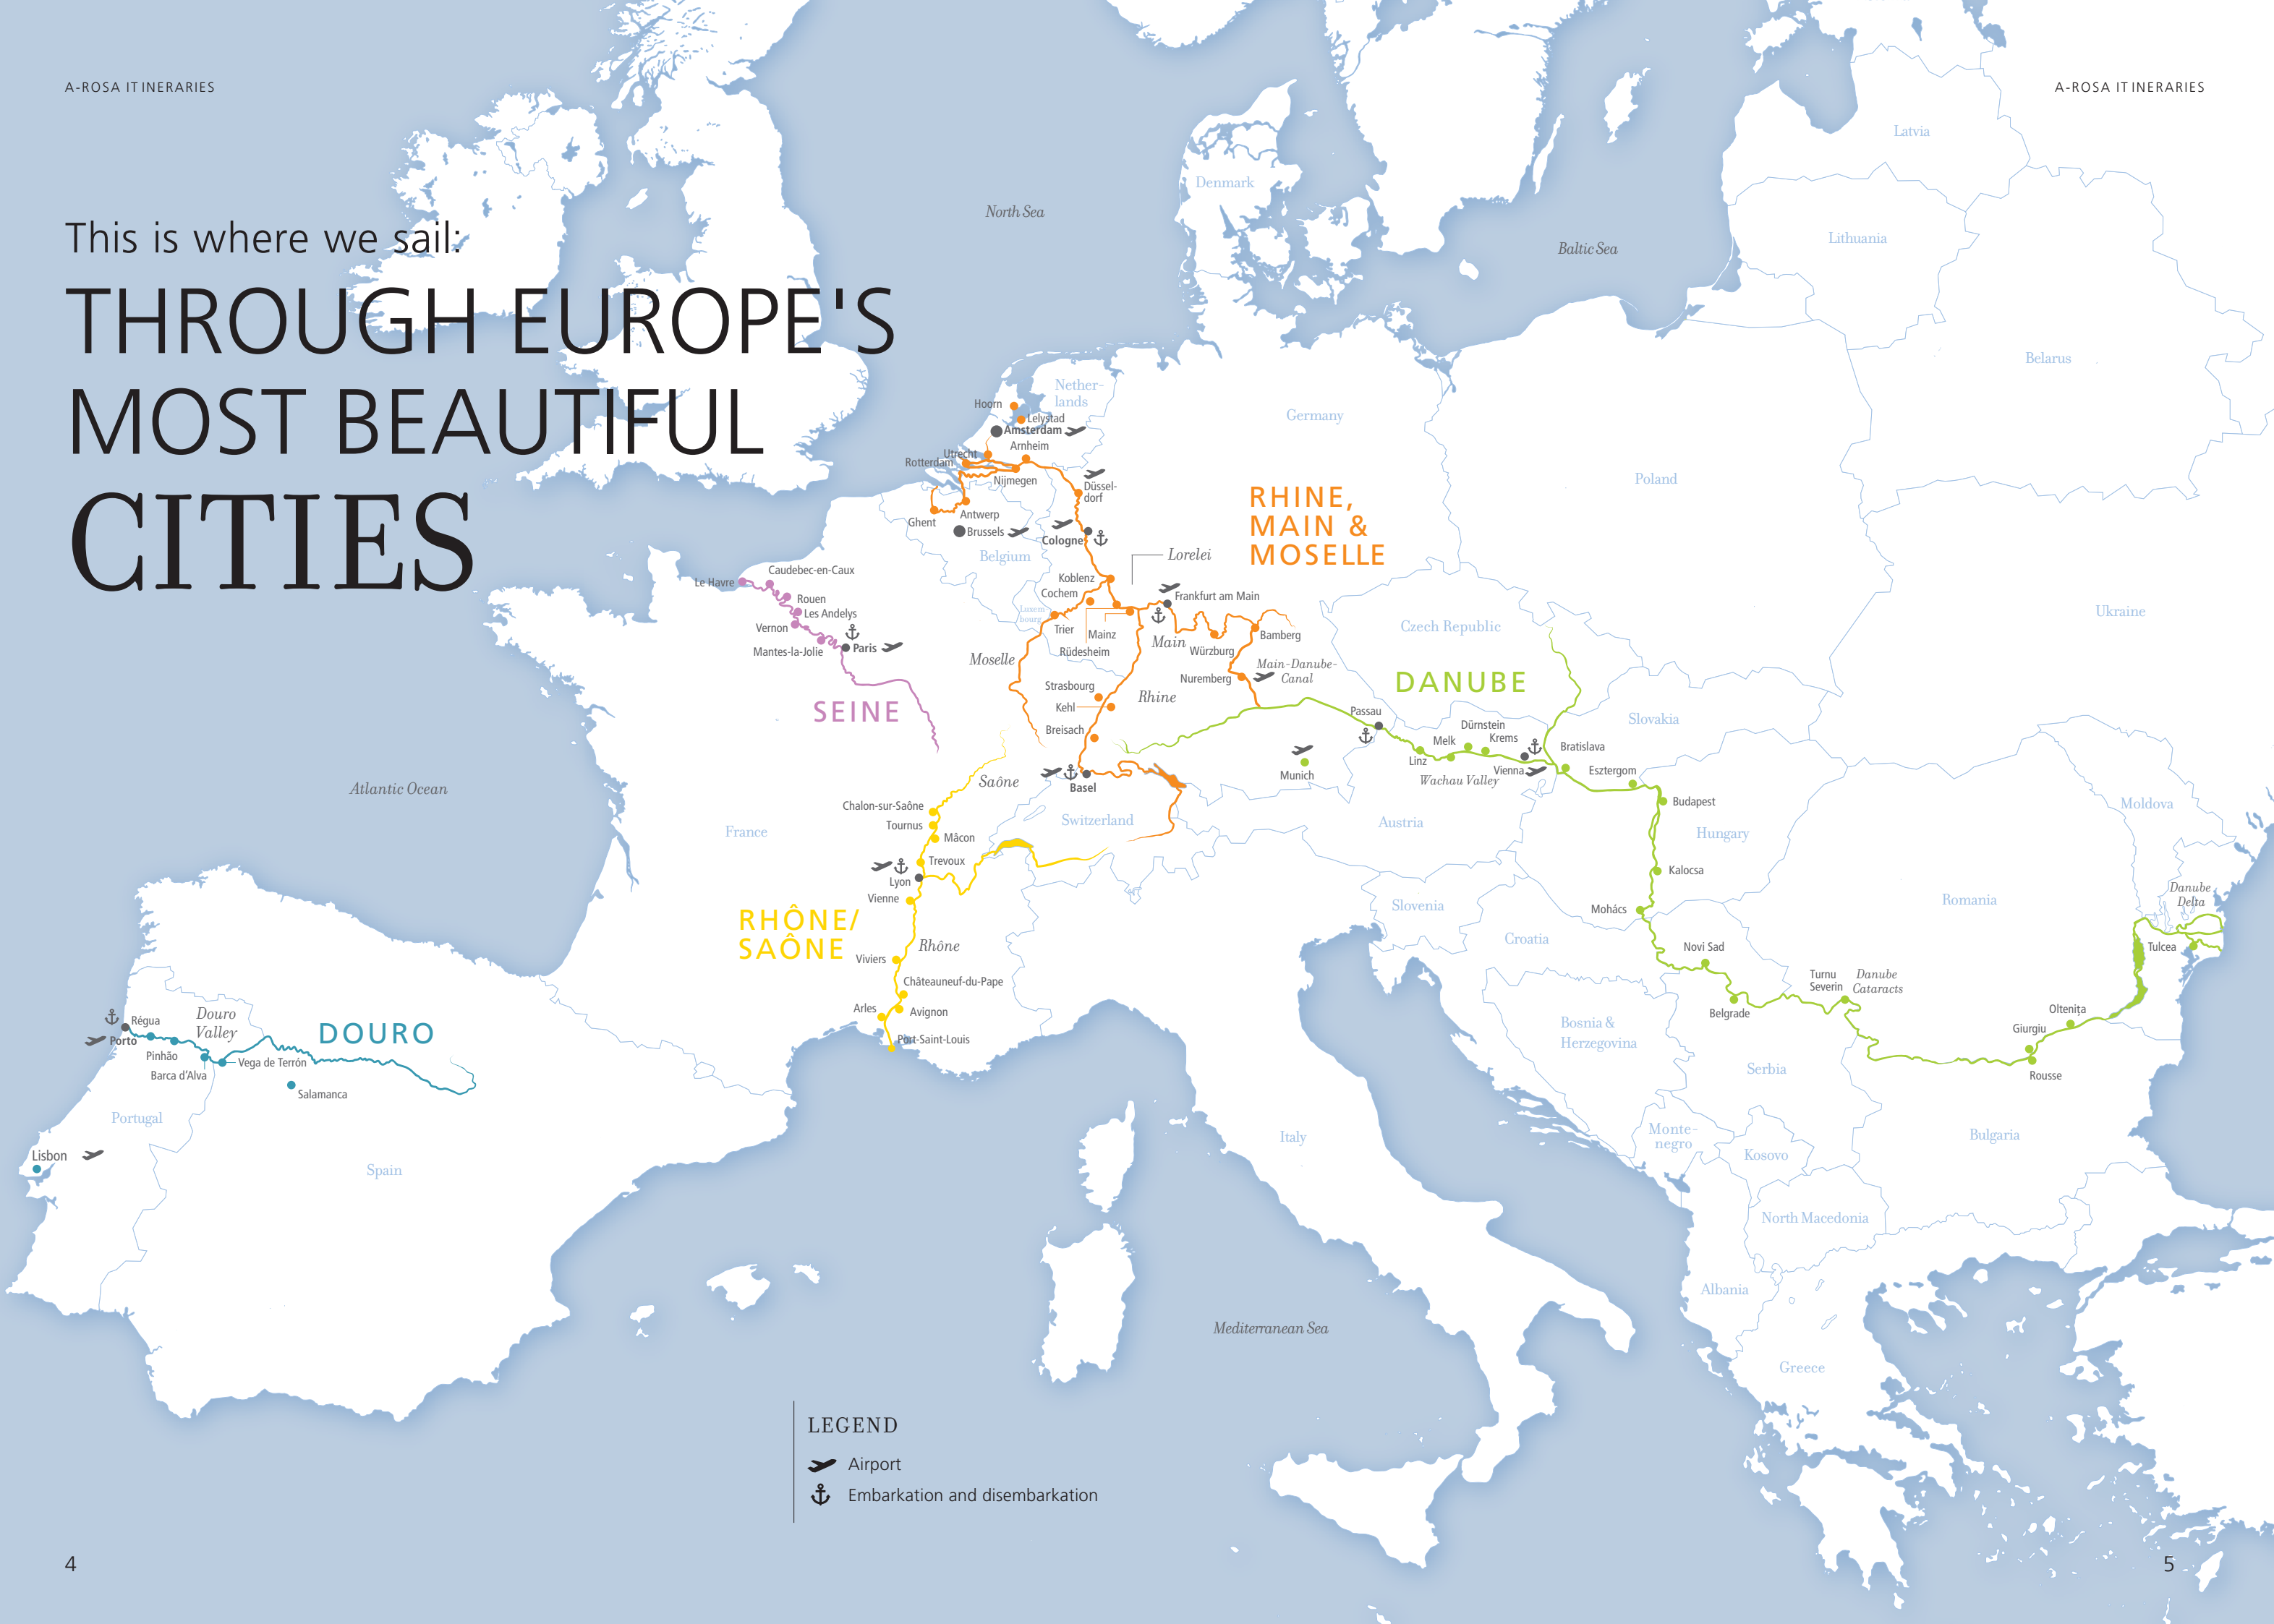 A-ROSA ITINERARIES
A-ROSA ITINERARIES
This is where we sail:
THROUGH EUROPE'S
MOST BEAUTIFUL
CITIES
North Sea
Baltic Sea
Atlantic Ocean
Mediterranean Sea
Latvia
Denmark
Lithuania
Belarus
Nether-
lands
Germany
Poland
Belgium
Luxem
bourg
Czech Republic
Ukraine
Slovakia
France
Switzerland
Austria
Hungary
Moldova
Slovenia
Croatia
Romania
Bosnia &
Herzegovina
Serbia
Portugal
Spain
Italy
Monte-
negro
Kosovo
Bulgaria
North Macedonia
Albania
Greece
RHINE,
MAIN &
MOSELLE
Hoorn
Lelystad
Amsterdam
Arnheim
Utrecht
Rotterdam
Nijmegen
Düssel-
dorf
Antwerp
Ghent
Brussels
Cologne
Lorelei
Koblenz
Cochem
Frankfurt am Main
Trier
Mainz
Rüdesheim
Main
Würzburg
Bamberg
Moselle
Main-Danube-
Canal
Nuremberg
Strasbourg
Kehl
Rhine
Breisach
Basel
SEINE
Le Havre
Caudebec-en-Caux
Rouen
Les Andelys
Vernon
Mantes-la-Jolie
Paris
DANUBE
Passau
Dürnstein
Melk
Krems
Linz
Vienna
Wachau Valley
Munich
Bratislava
Esztergom
Budapest
Kalocsa
Mohács
Novi Sad
Belgrade
Turnu
Severin
Danube
Cataracts
Giurgiu
Oltenița
Rousse
Tulcea
Danube
Delta
RHÔNE/
SAÔNE
Saône
Chalon-sur-Saône
Tournus
Mâcon
Trevoux
Lyon
Vienne
Rhône
Viviers
Châteauneuf-du-Pape
Arles
Avignon
Port-Saint-Louis
DOURO
Douro
Valley
Régua
Porto
Pinhão
Barca d'Alva
Vega de Terrón
Salamanca
Lisbon
LEGEND
Airport
Embarkation and disembarkation
4
5